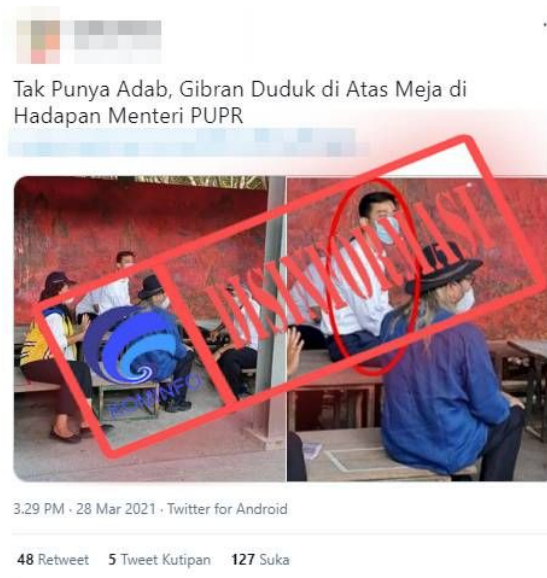 Tak Punya Adab, Gibran Duduk di Atas Meja di
Hadapan Menteri PUPR
DISINFORMASI
KOMINFO
3.29 PM · 28 Mar 2021 · Twitter for Android
48 Retweet 5 Tweet Kutipan 127 Suka